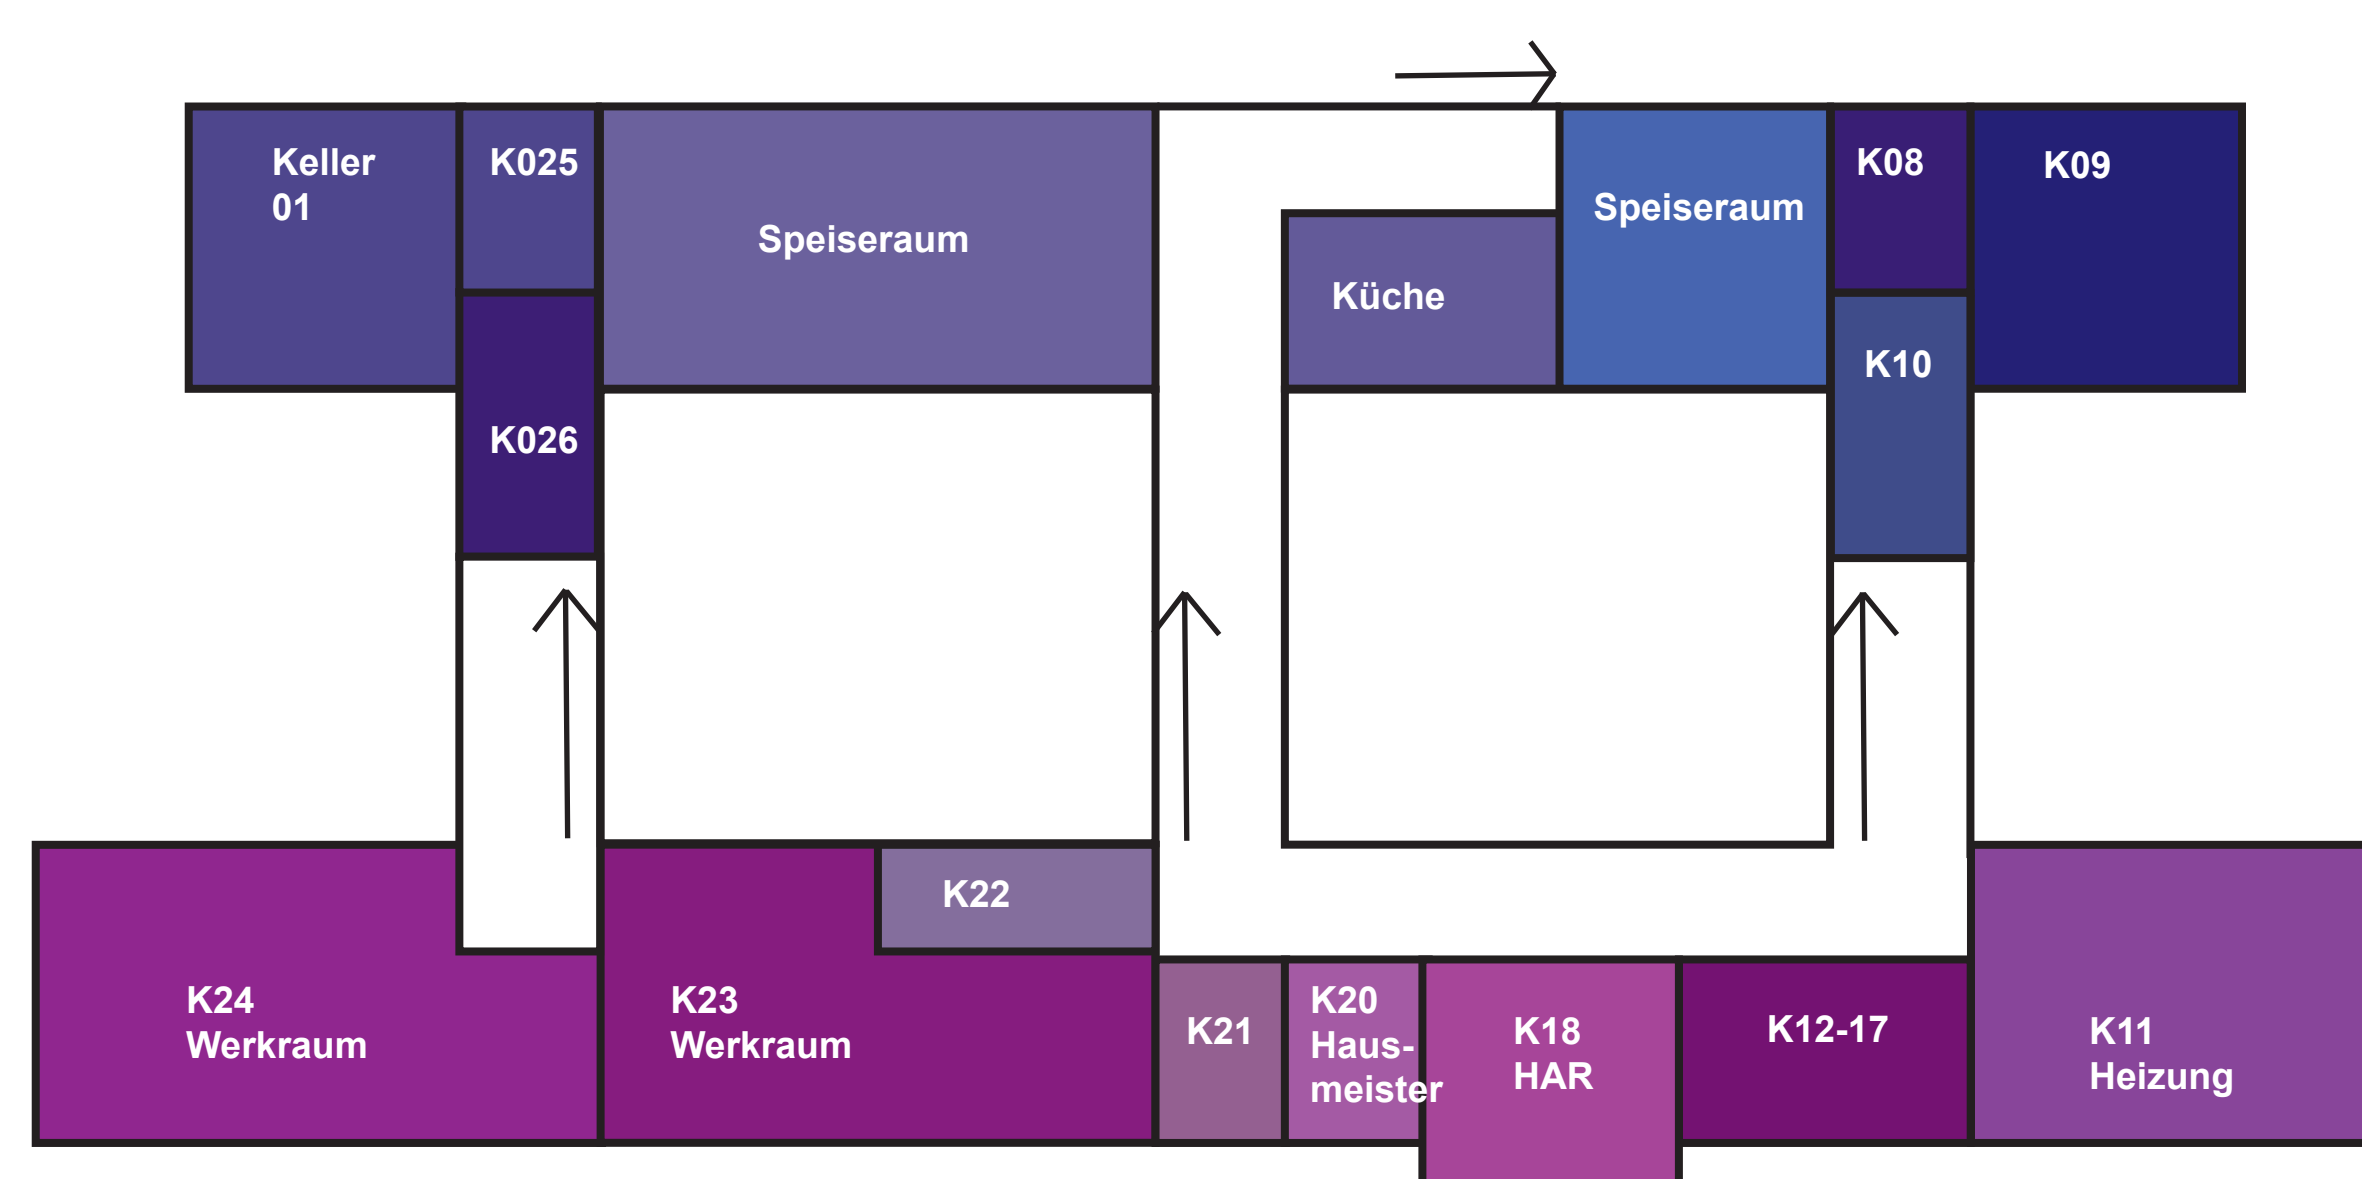 Keller
01
K025
Speiseraum
Speiseraum
K08
K09
Küche
K10
K026
K22
K24
Werkraum
K23
Werkraum
K21
K20
Haus-
meister
K18
HAR
K12-17
K11
Heizung